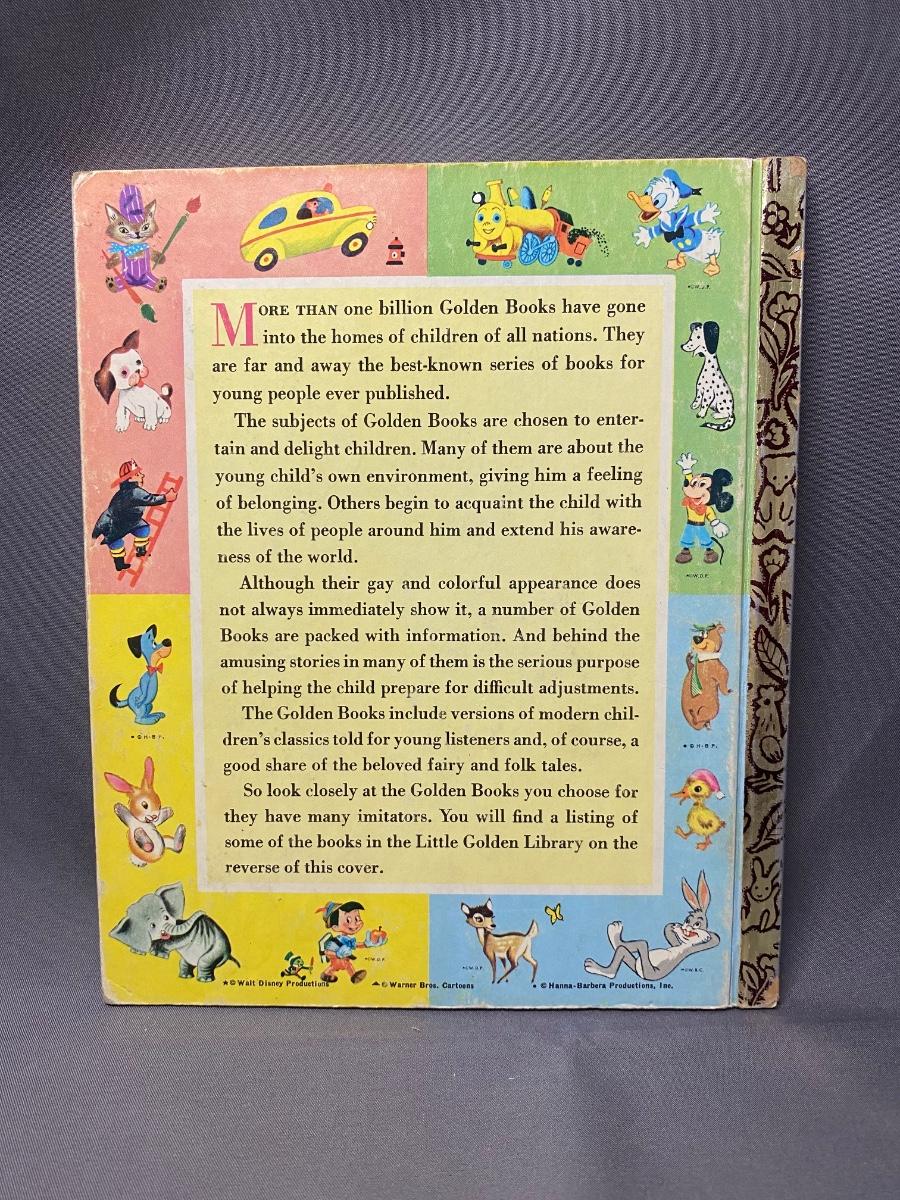 ©W.D.P.
MORE THAN one billion Golden Books have gone
into the homes of children of all nations. They
are far and away the best-known series of books for
young people ever published.
The subjects of Golden Books are chosen to enter-
tain and delight children. Many of them are about the
young child's own environment, giving him a feeling
of belonging. Others begin to acquaint the child with
the lives of people around him and extend his aware-
ness of the world.
Although their gay and colorful appearance does
not always immediately show it, a number of Golden
Books are packed with information. And behind the
amusing stories in many of them is the serious purpose
of helping the child prepare for difficult adjustments.
The Golden Books include versions of modern chil-
dren's classics told for young listeners and, of course, a
good share of the beloved fairy and folk tales.
So look closely at the Golden Books you choose for
they have many imitators. You will find a listing of
some of the books in the Little Golden Library on the
reverse of this cover.
©W.D.P.
© H-B P.
© H-B P.
©W.D.P.
©W.D.P.
©W.B.C.
★ © Walt Disney Productions ▲ © Warner Bros. Cartoons • © Hanna-Barbera Productions, Inc.